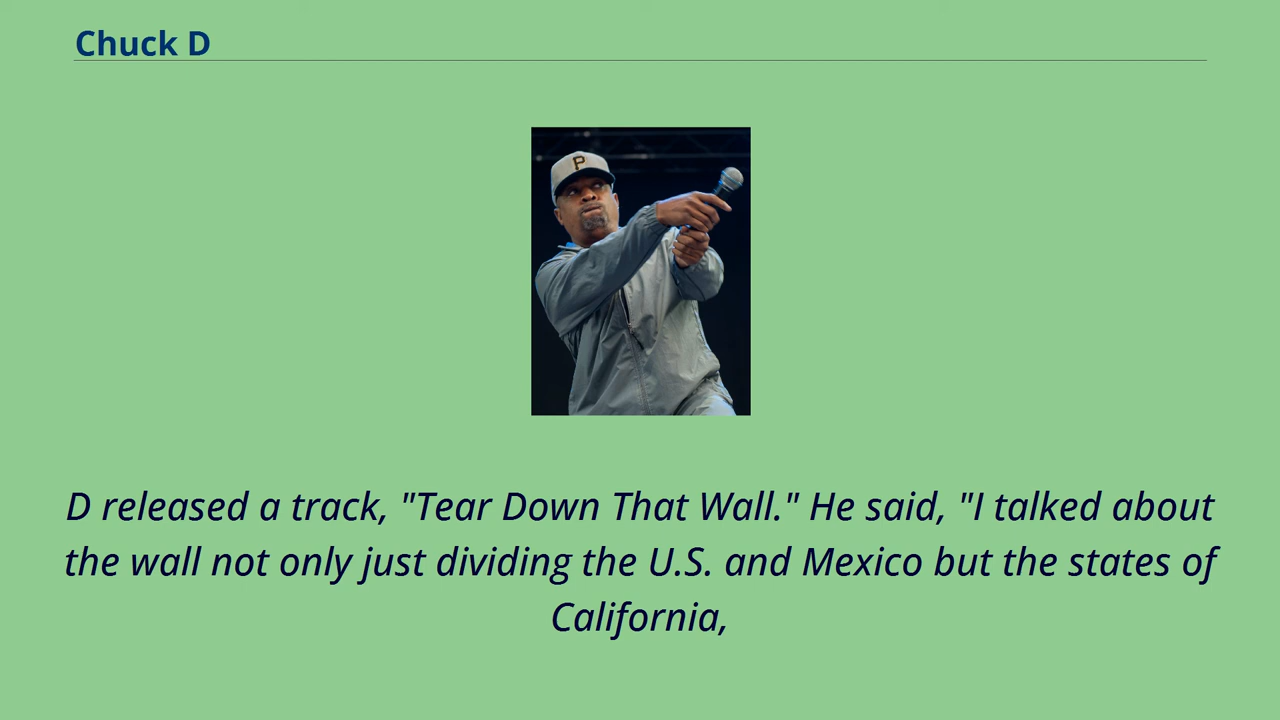 Chuck D
P
D released a track, "Tear Down That Wall." He said, "I talked about
the wall not only just dividing the U.S. and Mexico but the states of
California,